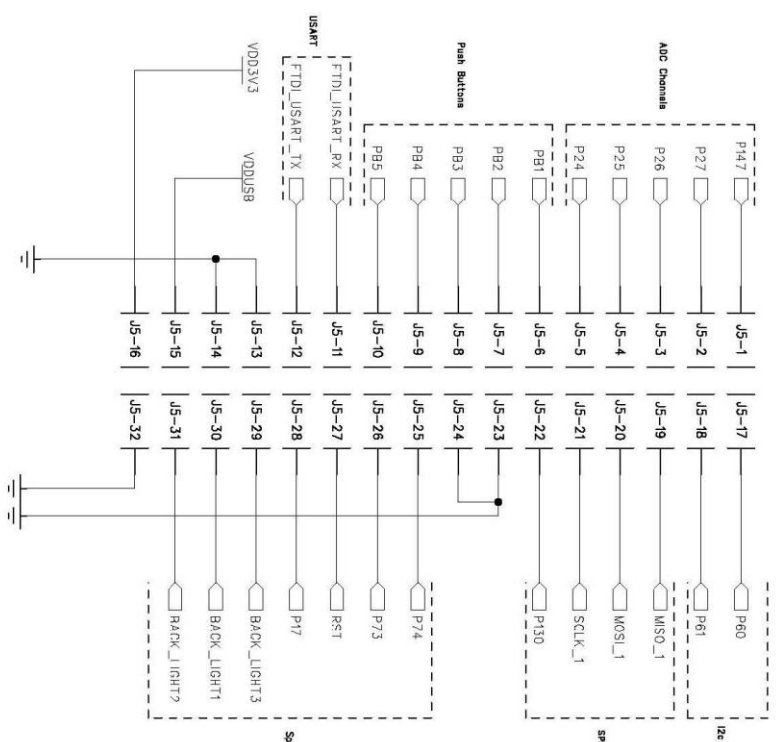 ADC Channels
P147 J5-1 J5-17 P60
P27 J5-2 J5-18 P61
I2c
P26 J5-3 J5-19 MISO_1
P25 J5-4 J5-20 MOSI_1
P24 J5-5 J5-21 SCLK_1
SP
Push Buttons
PB1 J5-6 J5-22 P130
PB2 J5-7 J5-23
PB3 J5-8 J5-24
PB4 J5-9 J5-25 P74
PB5 J5-10 J5-26 P73
USART
FTDI_USART_RX J5-11 J5-27 RST
FTDI_USART_TX J5-12 J5-28 P17
Sp
J5-13 J5-29 BACK_LIGHT3
J5-14 J5-30 BACK_LIGHT1
VDDUSB J5-15 J5-31 BACK_LIGHT2
VDD3V3 J5-16 J5-32